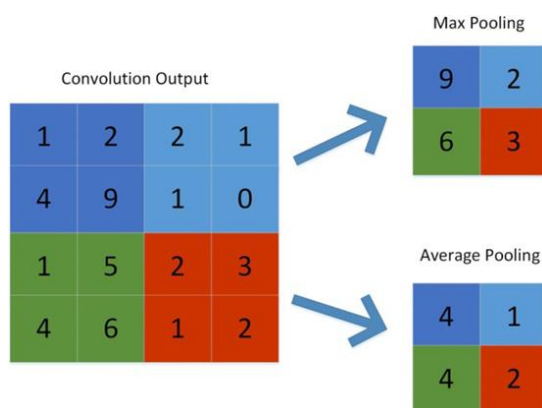 Max Pooling
9 2
6 3
Convolution Output
1 2 2 1
4 9 1 0
1 5 2 3
4 6 1 2
Average Pooling
4 1
4 2